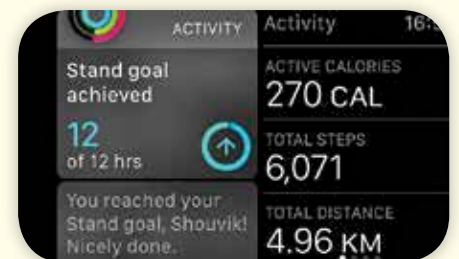 ACTIVITY
Stand goal
achieved
12
of 12 hrs
You reached your
Stand goal, Shouvik!
Nicely done.
Activity 16:
ACTIVE CALORIES
270 CAL
TOTAL STEPS
6,071
TOTAL DISTANCE
4.96 KM